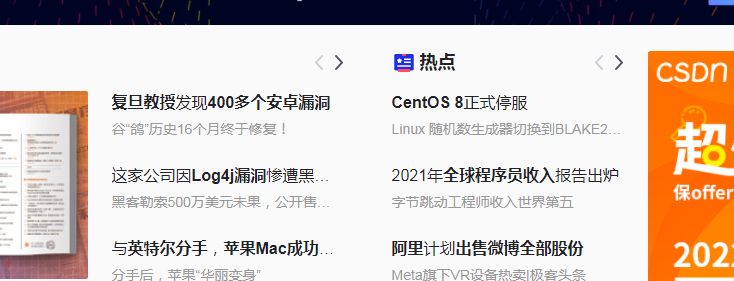 复旦教授发现400多个安卓漏洞
谷“鸽”历史16个月终于修复！
这家公司因Log4j漏洞惨遭黑…
黑客勒索500万美元未果，公开售…
与英特尔分手，苹果Mac成功…
分手后，苹果“华丽变身”
热点
CentOS 8正式停服
Linux 随机数生成器切换到BLAKE2…
2021年全球程序员收入报告出炉
字节跳动工程师收入世界第五
阿里计划出售微博全部股份
Meta旗下VR设备热卖|极客头条
CSDN
超
保offer
2022